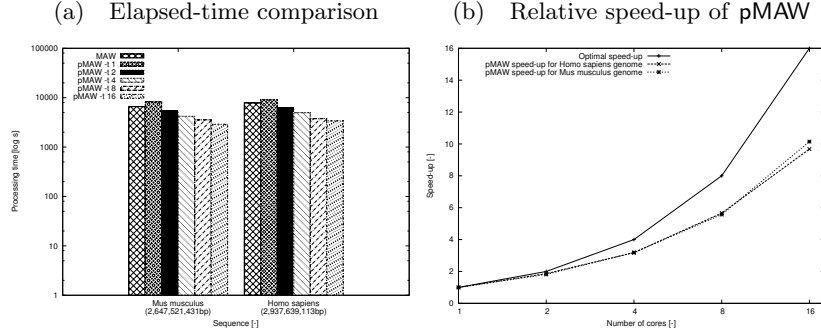 (a) Elapsed-time comparison
100000
10000
1000
100
10
1
Processing time [log s]
MAW
pMAW -t 1
pMAW -t 2
pMAW -t 4
pMAW -t 8
pMAW -t 16
Mus musculus
(2,647,521,431bp)
Homo sapiens
(2,937,639,113bp)
Sequence [-]
(b) Relative speed-up of pMAW
16
14
12
10
8
6
4
2
0
Speed-up [-]
Optimal speed-up
pMAW speed-up for Homo sapiens genome
pMAW speed-up for Mus musculus genome
1 2 4 8 16
Number of cores [-]